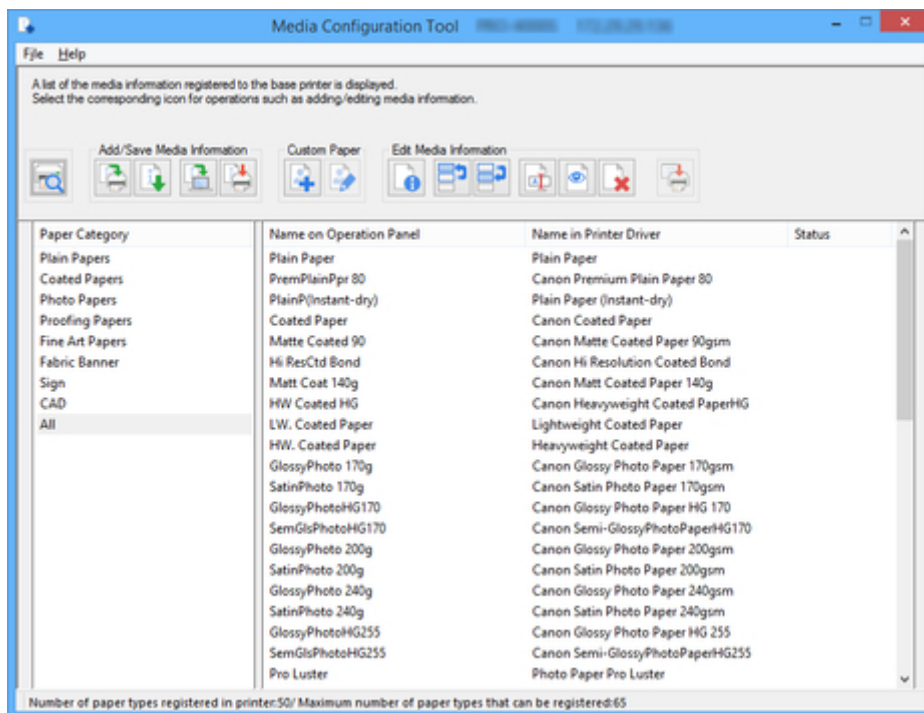 Media Configuration Tool
File Help
A list of the media information registered to the base printer is displayed.
Select the corresponding icon for operations such as adding/editing media information.
Add/Save Media Information Custom Paper Edit Media Information
Paper Category Name on Operation Panel Name in Printer Driver Status
Plain Papers Plain Paper Plain Paper
Coated Papers PremPlainPpr 80 Canon Premium Plain Paper 80
Photo Papers PlainP(Instant-dry) Plain Paper (Instant-dry)
Proofing Papers Coated Paper Canon Coated Paper
Fine Art Papers Matte Coated 90 Canon Matte Coated Paper 90gsm
Fabric Banner Hi ResCtd Bond Canon Hi Resolution Coated Bond
Sign Matt Coat 140g Canon Matt Coated Paper 140g
CAD HW Coated HG Canon Heavyweight Coated PaperHG
All LW. Coated Paper Lightweight Coated Paper
HW. Coated Paper Heavyweight Coated Paper
GlossyPhoto 170g Canon Glossy Photo Paper 170gsm
SatinPhoto 170g Canon Satin Photo Paper 170gsm
GlossyPhotoHG170 Canon Glossy Photo Paper HG 170
SemGlsPhotoHG170 Canon Semi-GlossyPhotoPaperHG170
GlossyPhoto 200g Canon Glossy Photo Paper 200gsm
SatinPhoto 200g Canon Satin Photo Paper 200gsm
GlossyPhoto 240g Canon Glossy Photo Paper 240gsm
SatinPhoto 240g Canon Satin Photo Paper 240gsm
GlossyPhotoHG255 Canon Glossy Photo Paper HG 255
SemGlsPhotoHG255 Canon Semi-GlossyPhotoPaperHG255
Pro Luster Photo Paper Pro Luster
Number of paper types registered in printer:50/ Maximum number of paper types that can be registered:65